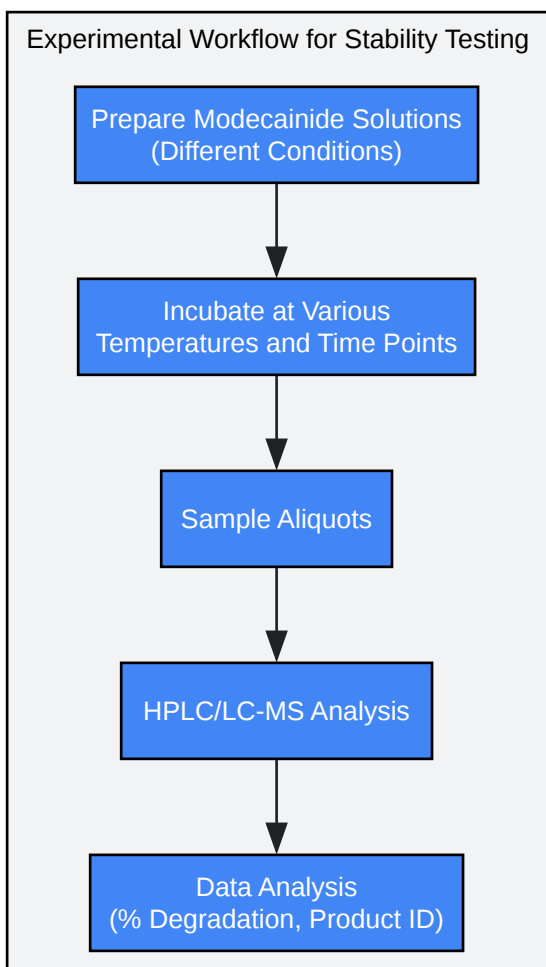 Experimental Workflow for Stability Testing
Prepare Modecainide Solutions
(Different Conditions)
Incubate at Various
Temperatures and Time Points
Sample Aliquots
HPLC/LC-MS Analysis
Data Analysis
(% Degradation, Product ID)